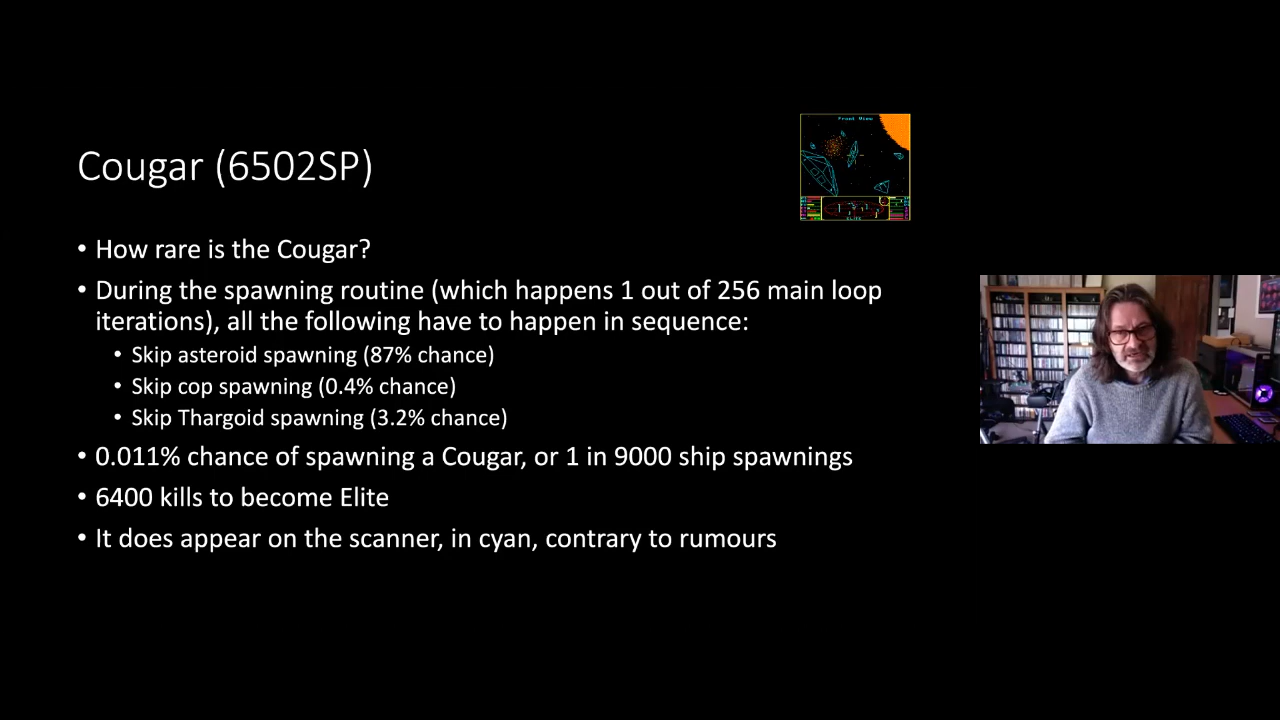 Front View
Cougar (6502SP)
• How rare is the Cougar?
• During the spawning routine (which happens 1 out of 256 main loop
iterations), all the following have to happen in sequence:
• Skip asteroid spawning (87% chance)
• Skip cop spawning (0.4% chance)
• Skip Thargoid spawning (3.2% chance)
• 0.011% chance of spawning a Cougar, or 1 in 9000 ship spawnings
• 6400 kills to become Elite
• It does appear on the scanner, in cyan, contrary to rumours